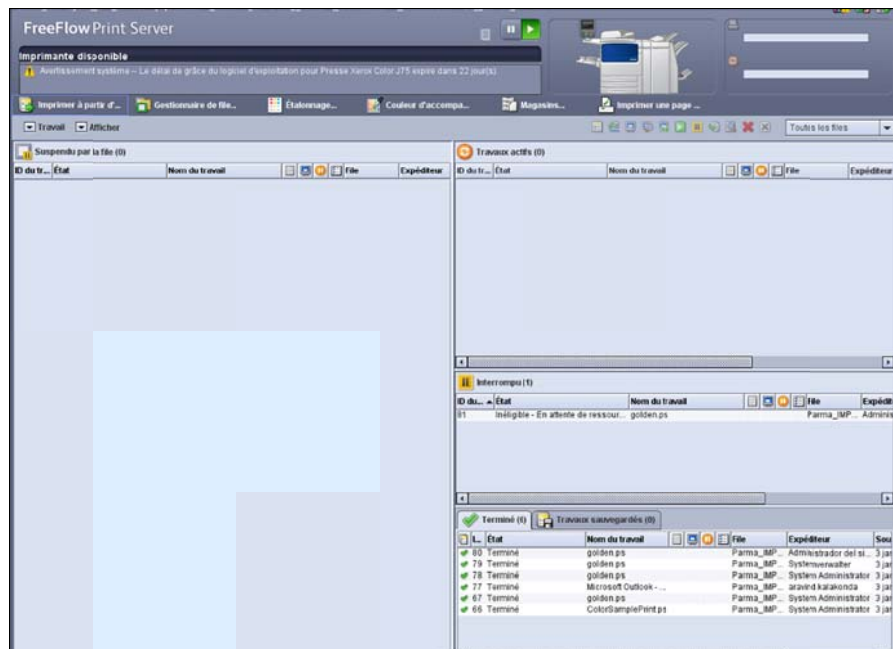 FreeFlow Print Server
Imprimante disponible
Avertissement système – Le délai de grâce du logiciel d'exploitation pour Presse Xerox Color J75 expire dans 22 jour(s)
Imprimer à partir d'... Gestionnaire de file... Étalonnage... Couleur d'accompa... Magasins... Imprimer une page ...
Travail Afficher Toutes les files
Suspendu par la file (0)
ID du tr... État Nom du travail File Expéditeur
Travaux actifs (0)
ID du tr... État Nom du travail File Expéditeur
Interrompu (1)
ID du... État Nom du travail File Expédit
81 Inéligible - En attente de ressour... golden.ps Parma_IMP... Adminis
Terminé (6) Travaux sauvegardés (0)
I... État Nom du travail File Expéditeur Sou
80 Terminé golden.ps Parma_IMP... Administrador del si... 3 jan
79 Terminé golden.ps Parma_IMP... Systemverwalter 3 jan
78 Terminé golden.ps Parma_IMP... System Administrator 3 jan
77 Terminé Microsoft Outlook - ... Parma_IMP... aravind.kalakonda 3 jan
67 Terminé golden.ps Parma_IMP... System Administrator 3 jan
66 Terminé ColorSamplePrint.ps Parma_IMP... System Administrator 3 jan